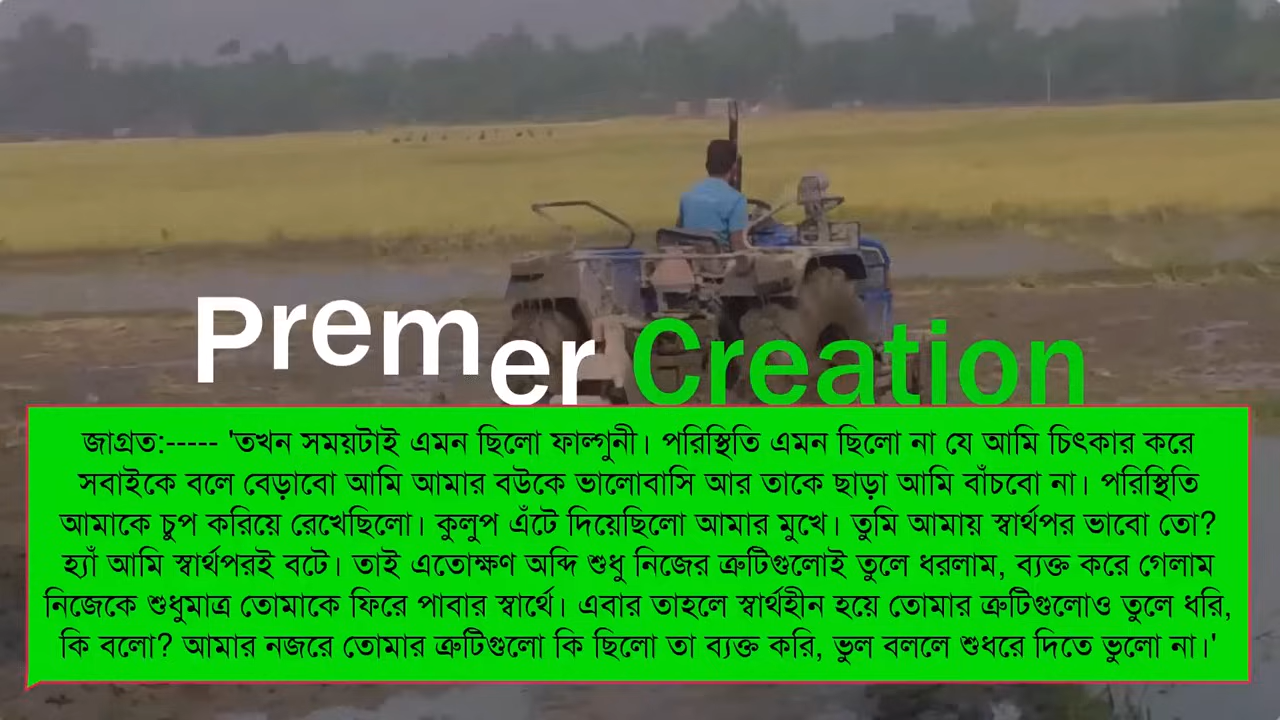 Premer Creation
জাগ্রত:----- 'তখন সময়টাই এমন ছিলো ফাল্গুনী। পরিস্থিতি এমন ছিলো না যে আমি চিৎকার করে
সবাইকে বলে বেড়াবো আমি আমার বউকে ভালোবাসি আর তাকে ছাড়া আমি বাঁচবো না। পরিস্থিতি
আমাকে চুপ করিয়ে রেখেছিলো। কুলুপ এঁটে দিয়েছিলো আমার মুখে। তুমি আমায় স্বার্থপর ভাবো তো?
হ্যাঁ আমি স্বার্থপরই বটে। তাই এতোক্ষণ অব্দি শুধু নিজের ত্রুটিগুলোই তুলে ধরলাম, ব্যক্ত করে গেলাম
নিজেকে শুধুমাত্র তোমাকে ফিরে পাবার স্বার্থে। এবার তাহলে স্বার্থহীন হয়ে তোমার ত্রুটিগুলোও তুলে ধরি,
কি বলো? আমার নজরে তোমার ত্রুটিগুলো কি ছিলো তা ব্যক্ত করি, ভুল বললে শুধরে দিতে ভুলো না।'